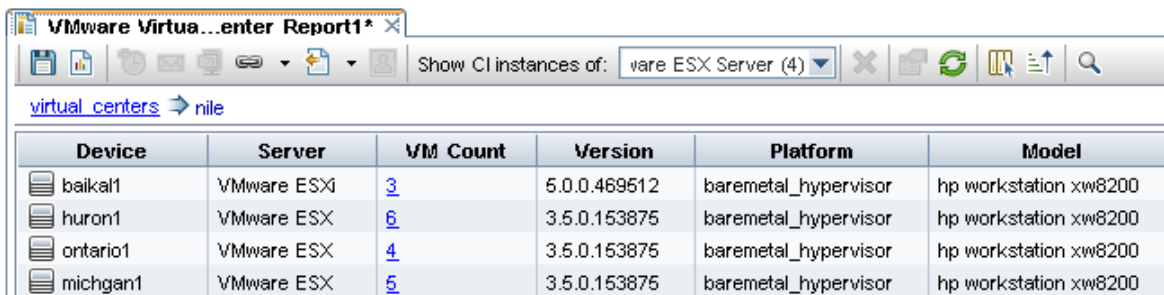 VMware Virtua...enter Report1*
Show CI instances of: ware ESX Server (4)
virtual_centers nile
Device Server VM Count Version Platform Model
baikal1 VMware ESXi 3 5.0.0.469512 baremetal_hypervisor hp workstation xw8200
huron1 VMware ESX 6 3.5.0.153875 baremetal_hypervisor hp workstation xw8200
ontario1 VMware ESX 4 3.5.0.153875 baremetal_hypervisor hp workstation xw8200
michgan1 VMware ESX 5 3.5.0.153875 baremetal_hypervisor hp workstation xw8200